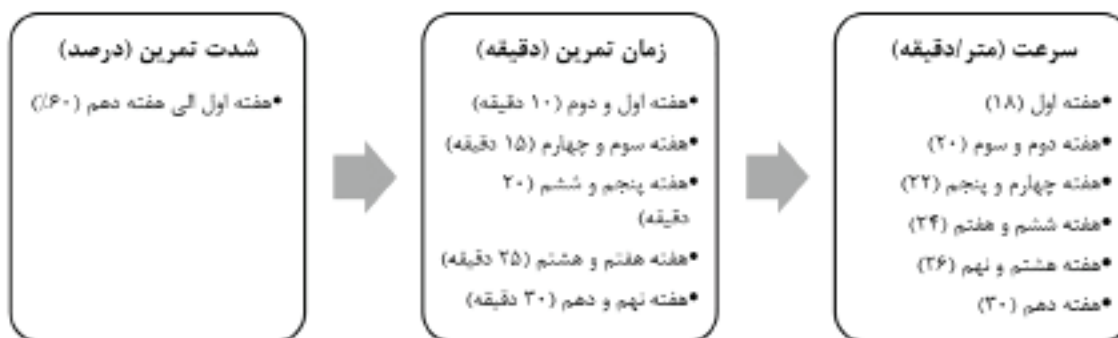 شدت تمرین (درصد)
•هفته اول الی هفته دهم (۶۰٪)
زمان تمرین (دقیقه)
•هفته اول و دوم (۱۰ دقیقه)
•هفته سوم و چهارم (۱۵ دقیقه)
•هفته پنجم و ششم (۲۰
دقیقه)
•هفته هفتم و هشتم (۲۵ دقیقه)
•هفته نهم و دهم (۳۰ دقیقه)
سرعت (متر/دقیقه)
•هفته اول (۱۸)
•هفته دوم و سوم (۲۰)
•هفته چهارم و پنجم (۲۲)
•هفته ششم و هفتم (۲۴)
•هفته هشتم و نهم (۲۶)
•هفته دهم (۳۰)